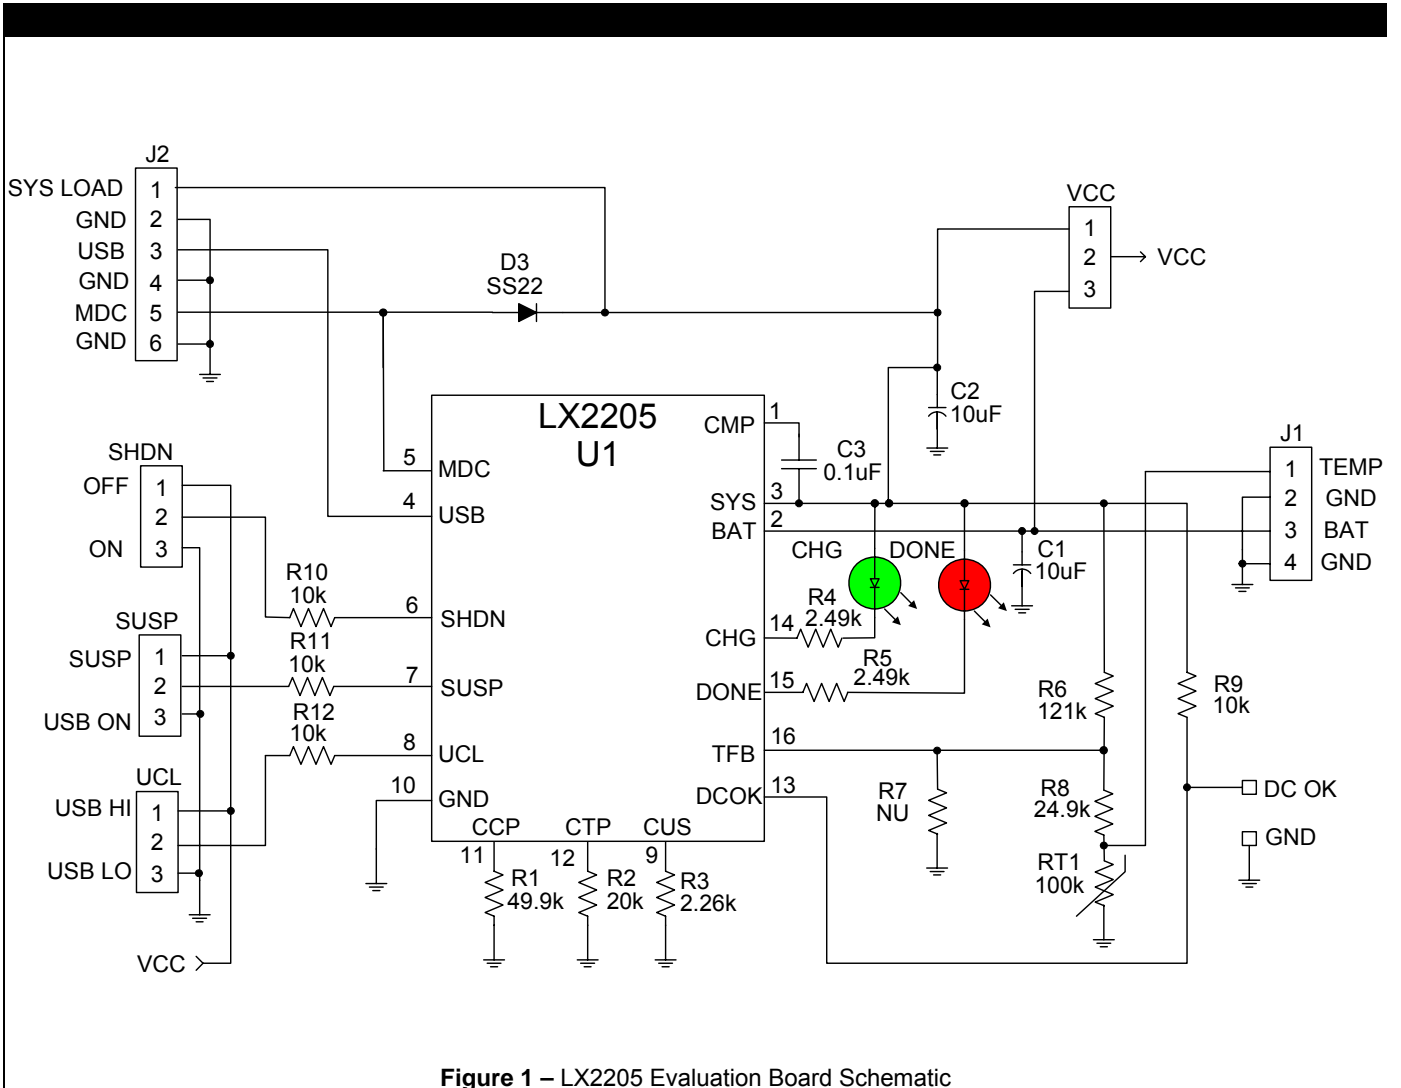 J2
SYS LOAD 1
GND 2
USB 3
GND 4
MDC 5
GND 6
D3
SS22
VCC
1
2 VCC
3
C2
10uF
LX2205
U1
CMP 1
C3
0.1uF
J1
1 TEMP
2 GND
3 BAT
4 GND
SHDN
OFF 1
2
ON 3
5 MDC
4 USB
SYS 3
BAT 2
CHG DONE
C1
10uF
R10
10k
6 SHDN
R4
2.49k
CHG 14
SUSP
SUSP 1
2
USB ON 3
R11
10k
7 SUSP
R5
2.49k
DONE 15
R6
121k
R9
10k
R12
10k
8 UCL
TFB 16
UCL
USB HI 1
2
USB LO 3
10 GND
DCOK 13
R7
NU
R8
24.9k
DC OK
GND
CCP CTP CUS
11 12 9
R1
49.9k
R2
20k
R3
2.26k
RT1
100k
VCC
Figure 1 – LX2205 Evaluation Board Schematic